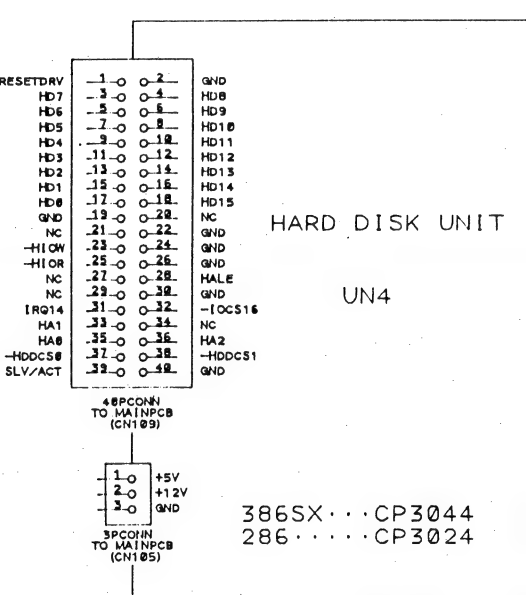 RESETDRV 1 2 GND
HD7 3 4 HD8
HD6 5 6 HD9
HD5 7 8 HD10
HD4 9 10 HD11
HD3 11 12 HD12
HD2 13 14 HD13
HD1 15 16 HD14
HD0 17 18 HD15
GND 19 20 NC
NC 21 22 GND
-HIOW 23 24 GND
-HIOR 25 26 GND
NC 27 28 HALE
NC 29 30 GND
IRQ14 31 32 -IOCS16
HA1 33 34 NC
HA0 35 36 HA2
-HDDCS0 37 38 -HDDCS1
SLV/ACT 39 40 GND
40PCONN
TO MAINPCB
(CN109)
HARD DISK UNIT
UN4
1 +5V
2 +12V
3 GND
3PCONN
TO MAINPCB
(CN105)
386SX···CP3044
286·····CP3024